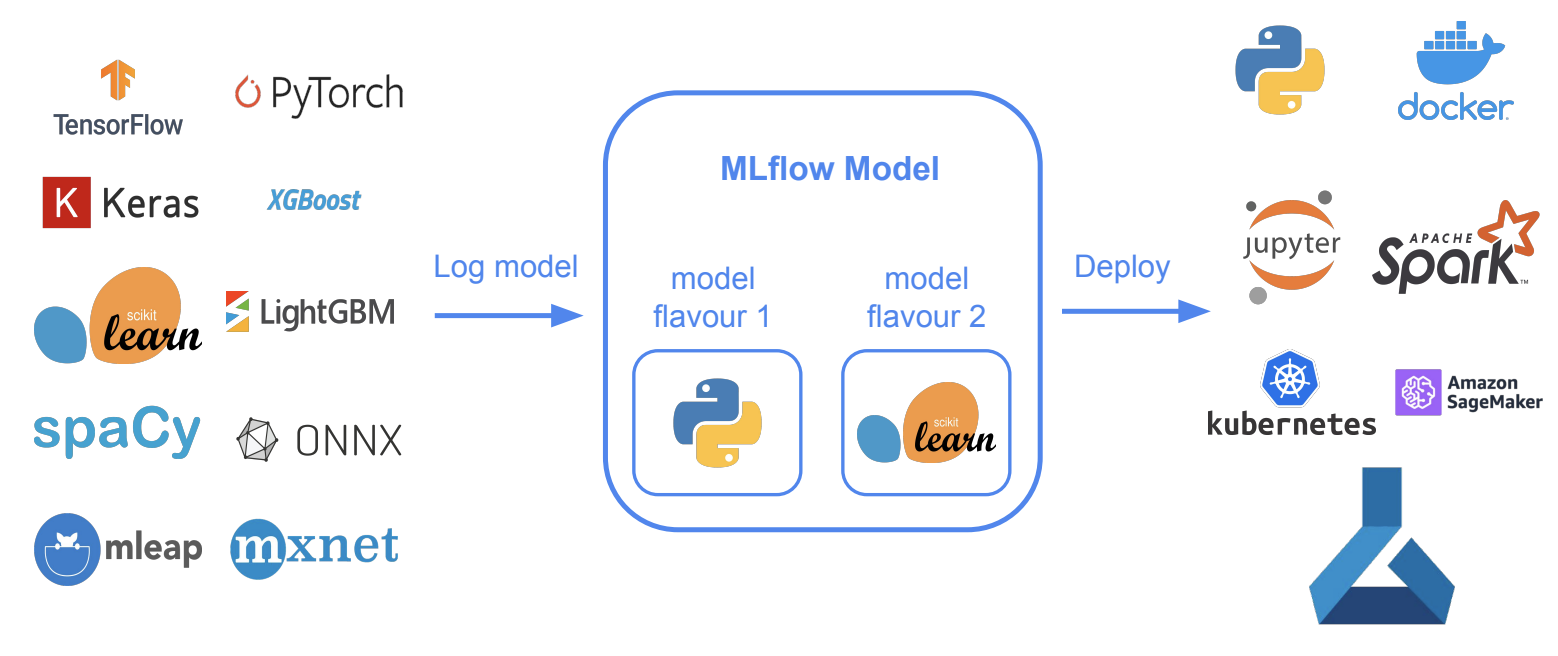 TensorFlow
PyTorch
K Keras
XGBoost
scikit
learn
LightGBM
spaCy
ONNX
mleap
mxnet
Log model
MLflow Model
model
flavour 1
model
flavour 2
scikit
learn
Deploy
docker
jupyter
APACHE
Spark™
kubernetes
Amazon
SageMaker